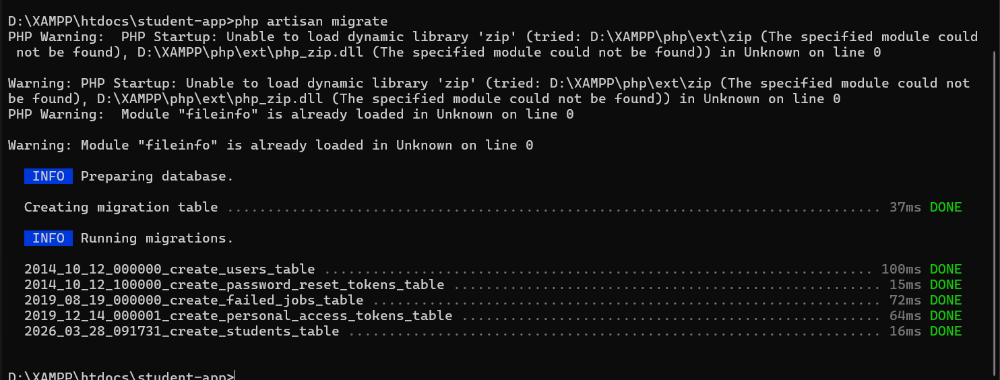 D:\XAMPP\htdocs\student-app>php artisan migrate
PHP Warning:  PHP Startup: Unable to load dynamic library 'zip' (tried: D:\XAMPP\php\ext\zip (The specified module could
 not be found), D:\XAMPP\php\ext\php_zip.dll (The specified module could not be found)) in Unknown on line 0
Warning: PHP Startup: Unable to load dynamic library 'zip' (tried: D:\XAMPP\php\ext\zip (The specified module could not
be found), D:\XAMPP\php\ext\php_zip.dll (The specified module could not be found)) in Unknown on line 0
PHP Warning:  Module "fileinfo" is already loaded in Unknown on line 0
Warning: Module "fileinfo" is already loaded in Unknown on line 0
INFO  Preparing database.
Creating migration table ................................................................................. 37ms DONE
INFO  Running migrations.
2014_10_12_000000_create_users_table .................................................................... 100ms DONE
2014_10_12_100000_create_password_reset_tokens_table ..................................................... 15ms DONE
2019_08_19_000000_create_failed_jobs_table ............................................................... 72ms DONE
2019_12_14_000001_create_personal_access_tokens_table .................................................... 64ms DONE
2026_03_28_091731_create_students_table .................................................................. 16ms DONE
D:\XAMPP\htdocs\student-app>